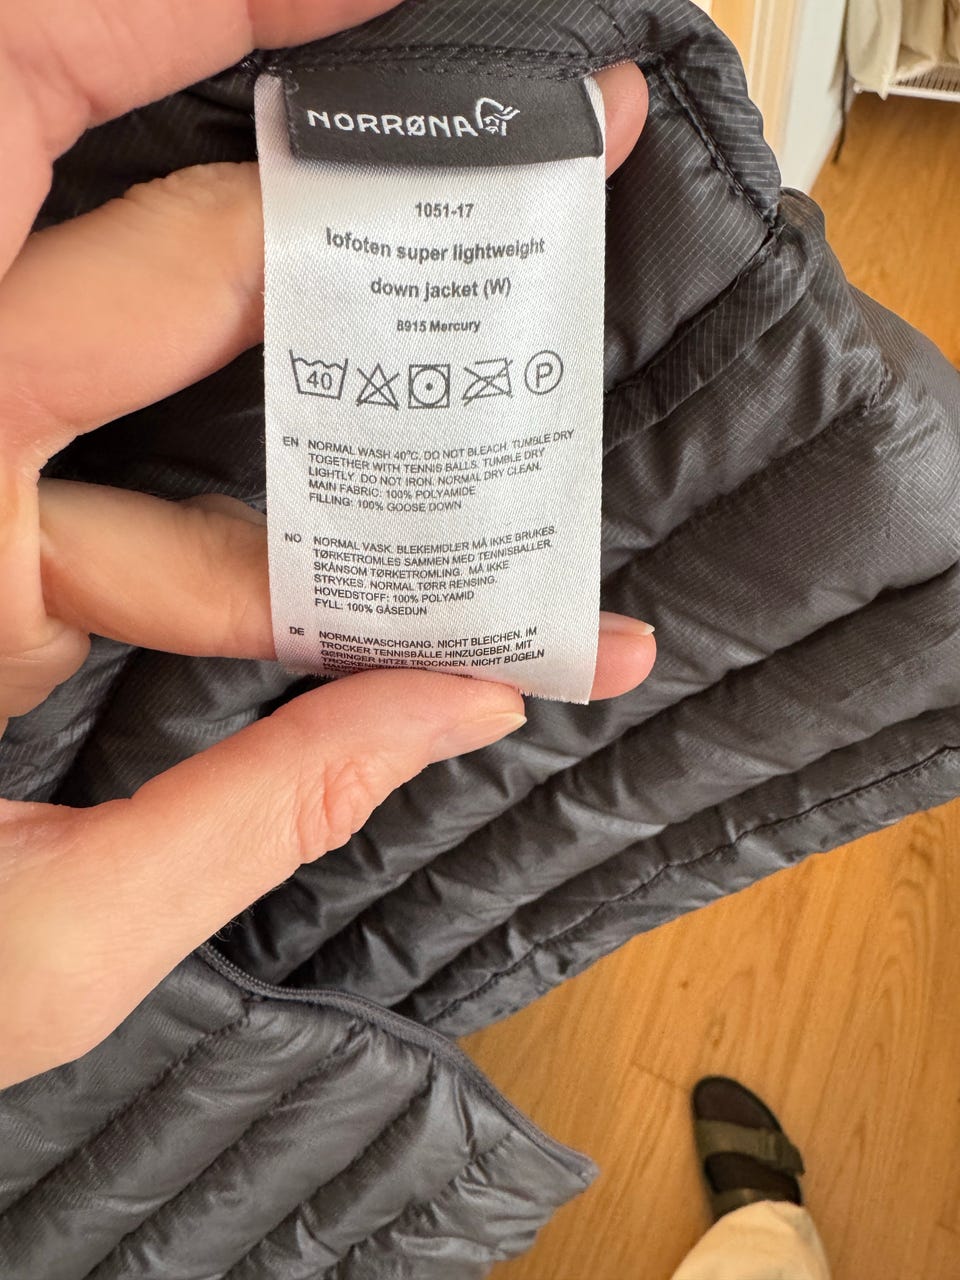 NORRØNA
1051-17
lofoten super lightweight
down jacket (W)
8915 Mercury
40
P
EN NORMAL WASH 40°C. DO NOT BLEACH. TUMBLE DRY
TOGETHER WITH TENNIS BALLS. TUMBLE DRY
LIGHTLY. DO NOT IRON. NORMAL DRY CLEAN.
MAIN FABRIC: 100% POLYAMIDE
FILLING: 100% GOOSE DOWN
NO NORMAL VASK. BLEKEMIDLER MÅ IKKE BRUKES.
TØRKETROMLES SAMMEN MED TENNISBALLER.
SKÅNSOM TØRKETROMLING. MÅ IKKE
STRYKES. NORMAL TØRR RENSING.
HOVEDSTOFF: 100% POLYAMID
FYLL: 100% GÅSEDUN
DE NORMALWASCHGANG. NICHT BLEICHEN. IM
TROCKER TENNISBÄLLE HINZUGEBEN. MIT
GØRINGER HITZE TROCKNEN. NICHT BÜGELN